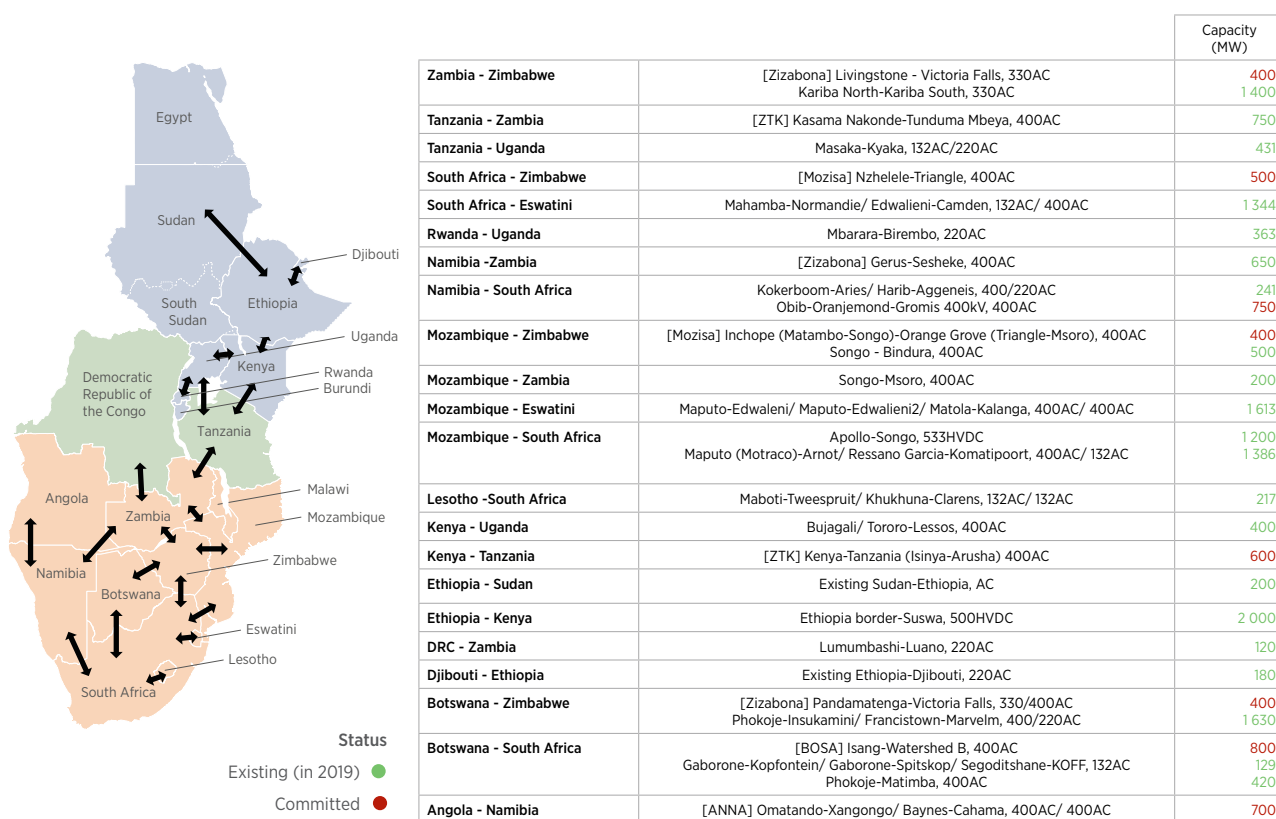 Egypt
Sudan
Djibouti
South
Sudan
Ethiopia
Uganda
Kenya
Rwanda
Burundi
Democratic
Republic of
the Congo
Tanzania
Malawi
Angola
Zambia
Mozambique
Zimbabwe
Namibia
Botswana
Eswatini
Lesotho
South Africa
Status
Existing (in 2019)
Committed
Capacity
(MW)
Zambia - Zimbabwe [Zizabona] Livingstone - Victoria Falls, 330AC 400
Kariba North-Kariba South, 330AC 1 400
Tanzania - Zambia [ZTK] Kasama Nakonde-Tunduma Mbeya, 400AC 750
Tanzania - Uganda Masaka-Kyaka, 132AC/220AC 431
South Africa - Zimbabwe [Mozisa] Nzhelele-Triangle, 400AC 500
South Africa - Eswatini Mahamba-Normandie/ Edwalieni-Camden, 132AC/ 400AC 1 344
Rwanda - Uganda Mbarara-Birembo, 220AC 363
Namibia -Zambia [Zizabona] Gerus-Sesheke, 400AC 650
Namibia - South Africa Kokerboom-Aries/ Harib-Aggeneis, 400/220AC 241
Obib-Oranjemond-Gromis 400kV, 400AC 750
Mozambique - Zimbabwe [Mozisa] Inchope (Matambo-Songo)-Orange Grove (Triangle-Msoro), 400AC 400
Songo - Bindura, 400AC 500
Mozambique - Zambia Songo-Msoro, 400AC 200
Mozambique - Eswatini Maputo-Edwaleni/ Maputo-Edwalieni2/ Matola-Kalanga, 400AC/ 400AC 1 613
Mozambique - South Africa Apollo-Songo, 533HVDC 1 200
Maputo (Motraco)-Arnot/ Ressano Garcia-Komatipoort, 400AC/ 132AC 1 386
Lesotho -South Africa Maboti-Tweespruit/ Khukhuna-Clarens, 132AC/ 132AC 217
Kenya - Uganda Bujagali/ Tororo-Lessos, 400AC 400
Kenya - Tanzania [ZTK] Kenya-Tanzania (Isinya-Arusha) 400AC 600
Ethiopia - Sudan Existing Sudan-Ethiopia, AC 200
Ethiopia - Kenya Ethiopia border-Suswa, 500HVDC 2 000
DRC - Zambia Lumumbashi-Luano, 220AC 120
Djibouti - Ethiopia Existing Ethiopia-Djibouti, 220AC 180
Botswana - Zimbabwe [Zizabona] Pandamatenga-Victoria Falls, 330/400AC 400
Phokoje-Insukamini/ Francistown-Marvelm, 400/220AC 1 630
Botswana - South Africa [BOSA] Isang-Watershed B, 400AC 800
Gaborone-Kopfontein/ Gaborone-Spitskop/ Segoditshane-KOFF, 132AC 129
Phokoje-Matimba, 400AC 420
Angola - Namibia [ANNA] Omatando-Xangongo/ Baynes-Cahama, 400AC/ 400AC 700